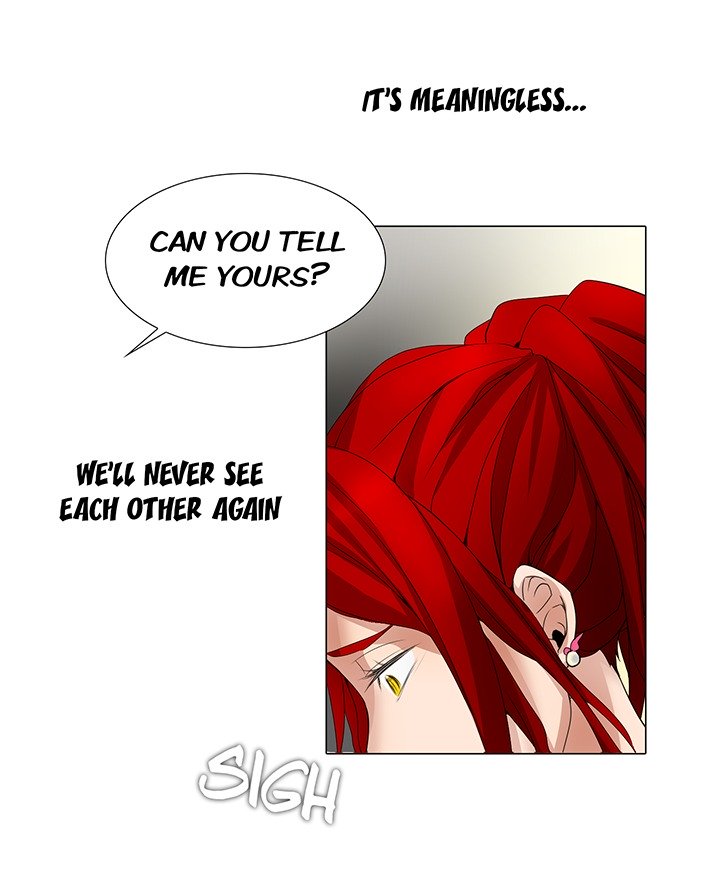 IT'S MEANINGLESS...
CAN YOU TELL
ME YOURS?
WE'LL NEVER SEE
EACH OTHER AGAIN
SIGH